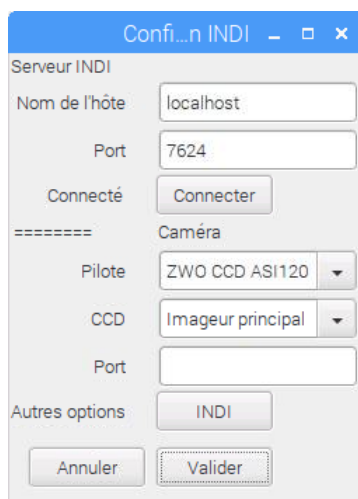 Confi...n INDI
Serveur INDI
Nom de l'hôte localhost
Port 7624
Connecté Connecter
======== Caméra
Pilote ZWO CCD ASI120
CCD Imageur principal
Port
Autres options INDI
Annuler Valider